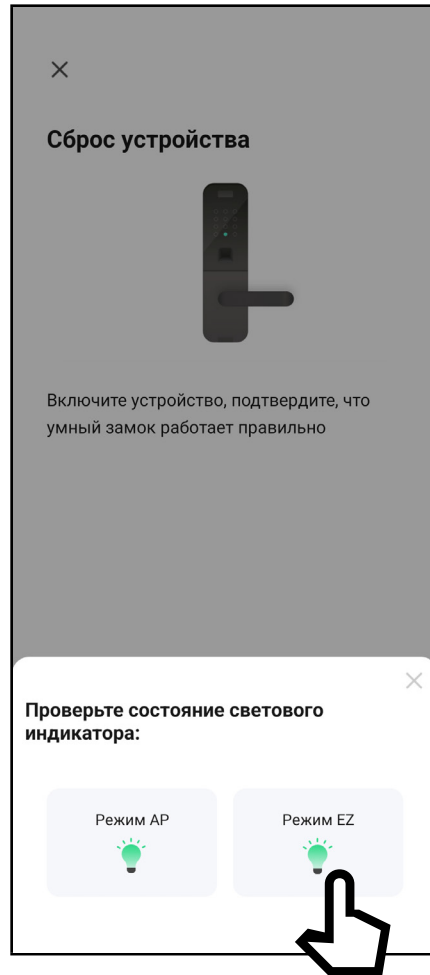 Сброс устройства
Включите устройство, подтвердите, что
умный замок работает правильно
Проверьте состояние светового
индикатора:
Режим AP
Режим EZ